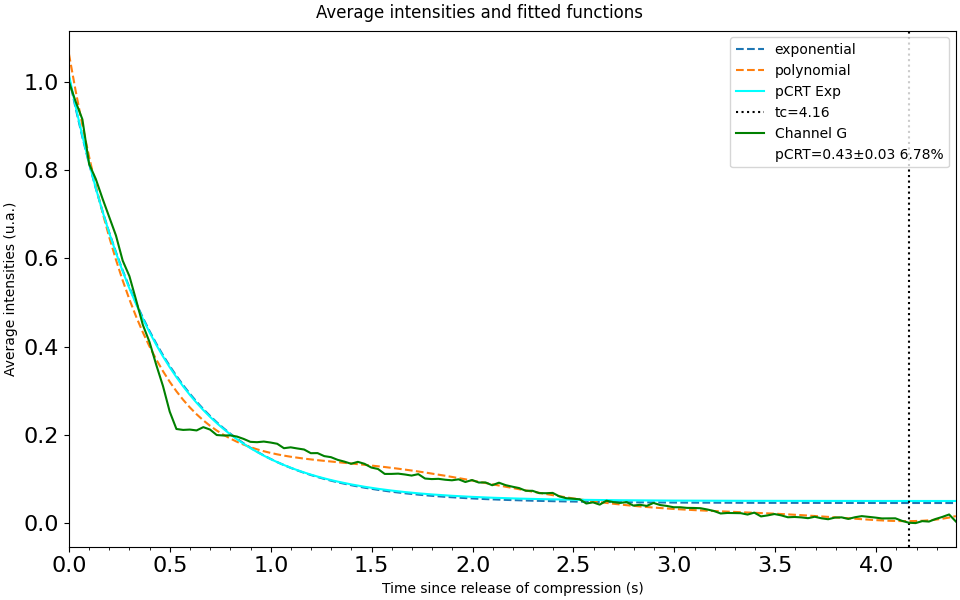 Average intensities and fitted functions
exponential
polynomial
pCRT Exp
tc=4.16
Channel G
pCRT=0.43±0.03 6.78%
Average intensities (u.a.)
1.0
0.8
0.6
0.4
0.2
0.0
0.0 0.5 1.0 1.5 2.0 2.5 3.0 3.5 4.0
Time since release of compression (s)